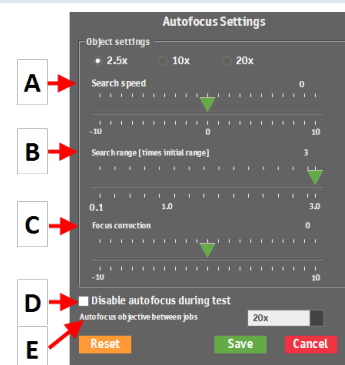 Autofocus Settings
Object settings
2.5x 10x 20x
A Search speed 0
-10 0 10
B Search range [times initial range] 3
0.1 1.0 3.0
C Focus correction 0
-10 10
D Disable autofocus during test
Autofocus objective between jobs 20x
E Reset Save Cancel